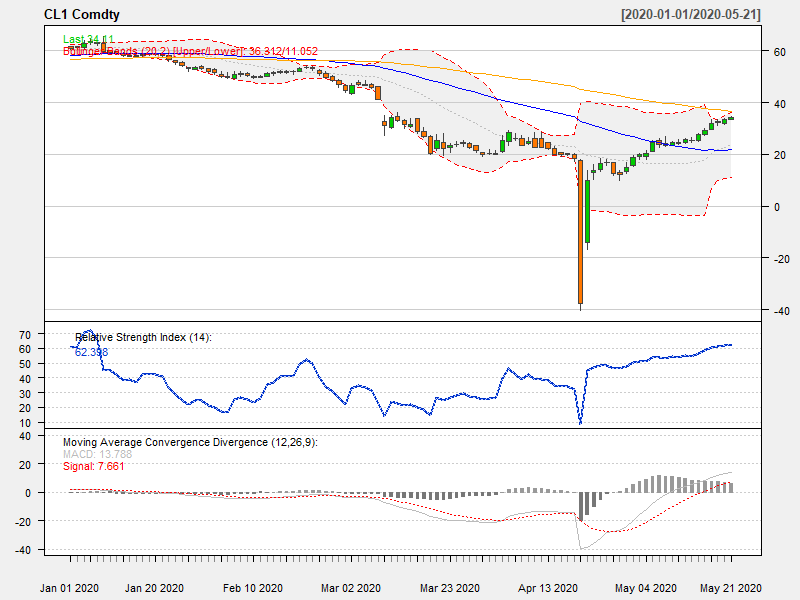 CL1 Comdty [2020-01-01/2020-05-21]
Last 34.11
Bollinger Bands (20,2) [Upper/Lower]: 36.312/11.052
60
40
20
0
-20
-40
Relative Strength Index (14):
62.398
70
60
50
40
30
20
10
Moving Average Convergence Divergence (12,26,9):
MACD: 13.788
Signal: 7.661
40
20
0
-20
-40
Jan 01 2020 Jan 20 2020 Feb 10 2020 Mar 02 2020 Mar 23 2020 Apr 13 2020 May 04 2020 May 21 2020